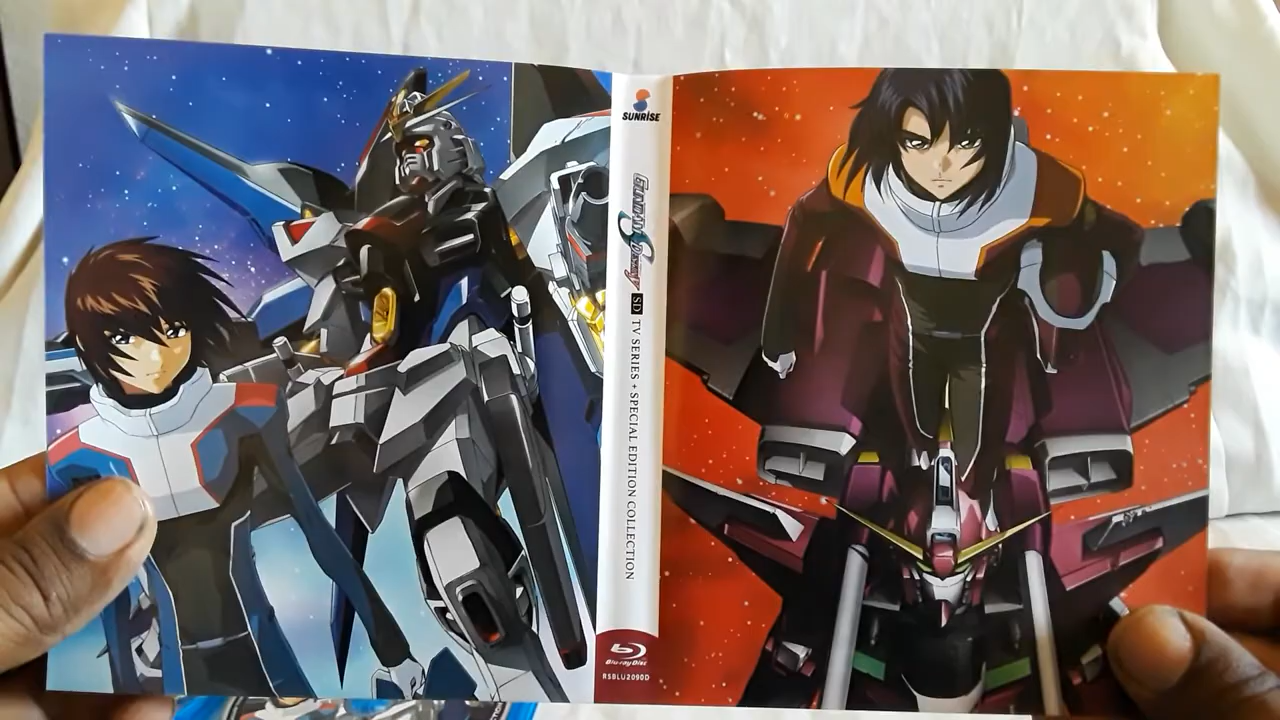 SUNRISE
GUNDAM SEED DESTINY
SD TV SERIES + SPECIAL EDITION COLLECTION
Blu-ray Disc
RSBLU2090D